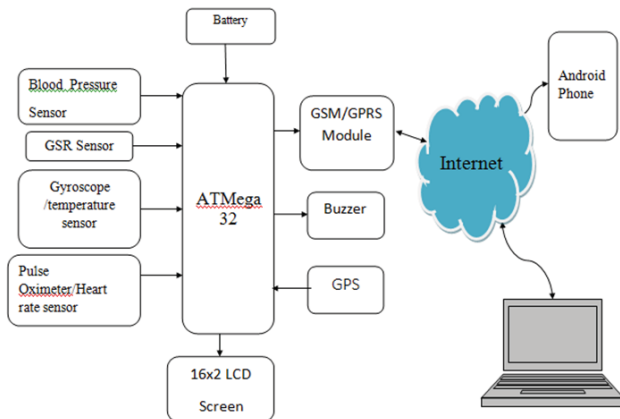 Battery
Blood Pressure
Sensor
GSR Sensor
Gyroscope
/temperature
sensor
Pulse
Oximeter/Heart
rate sensor
ATMega
32
GSM/GPRS
Module
Buzzer
GPS
16x2 LCD
Screen
Internet
Android
Phone